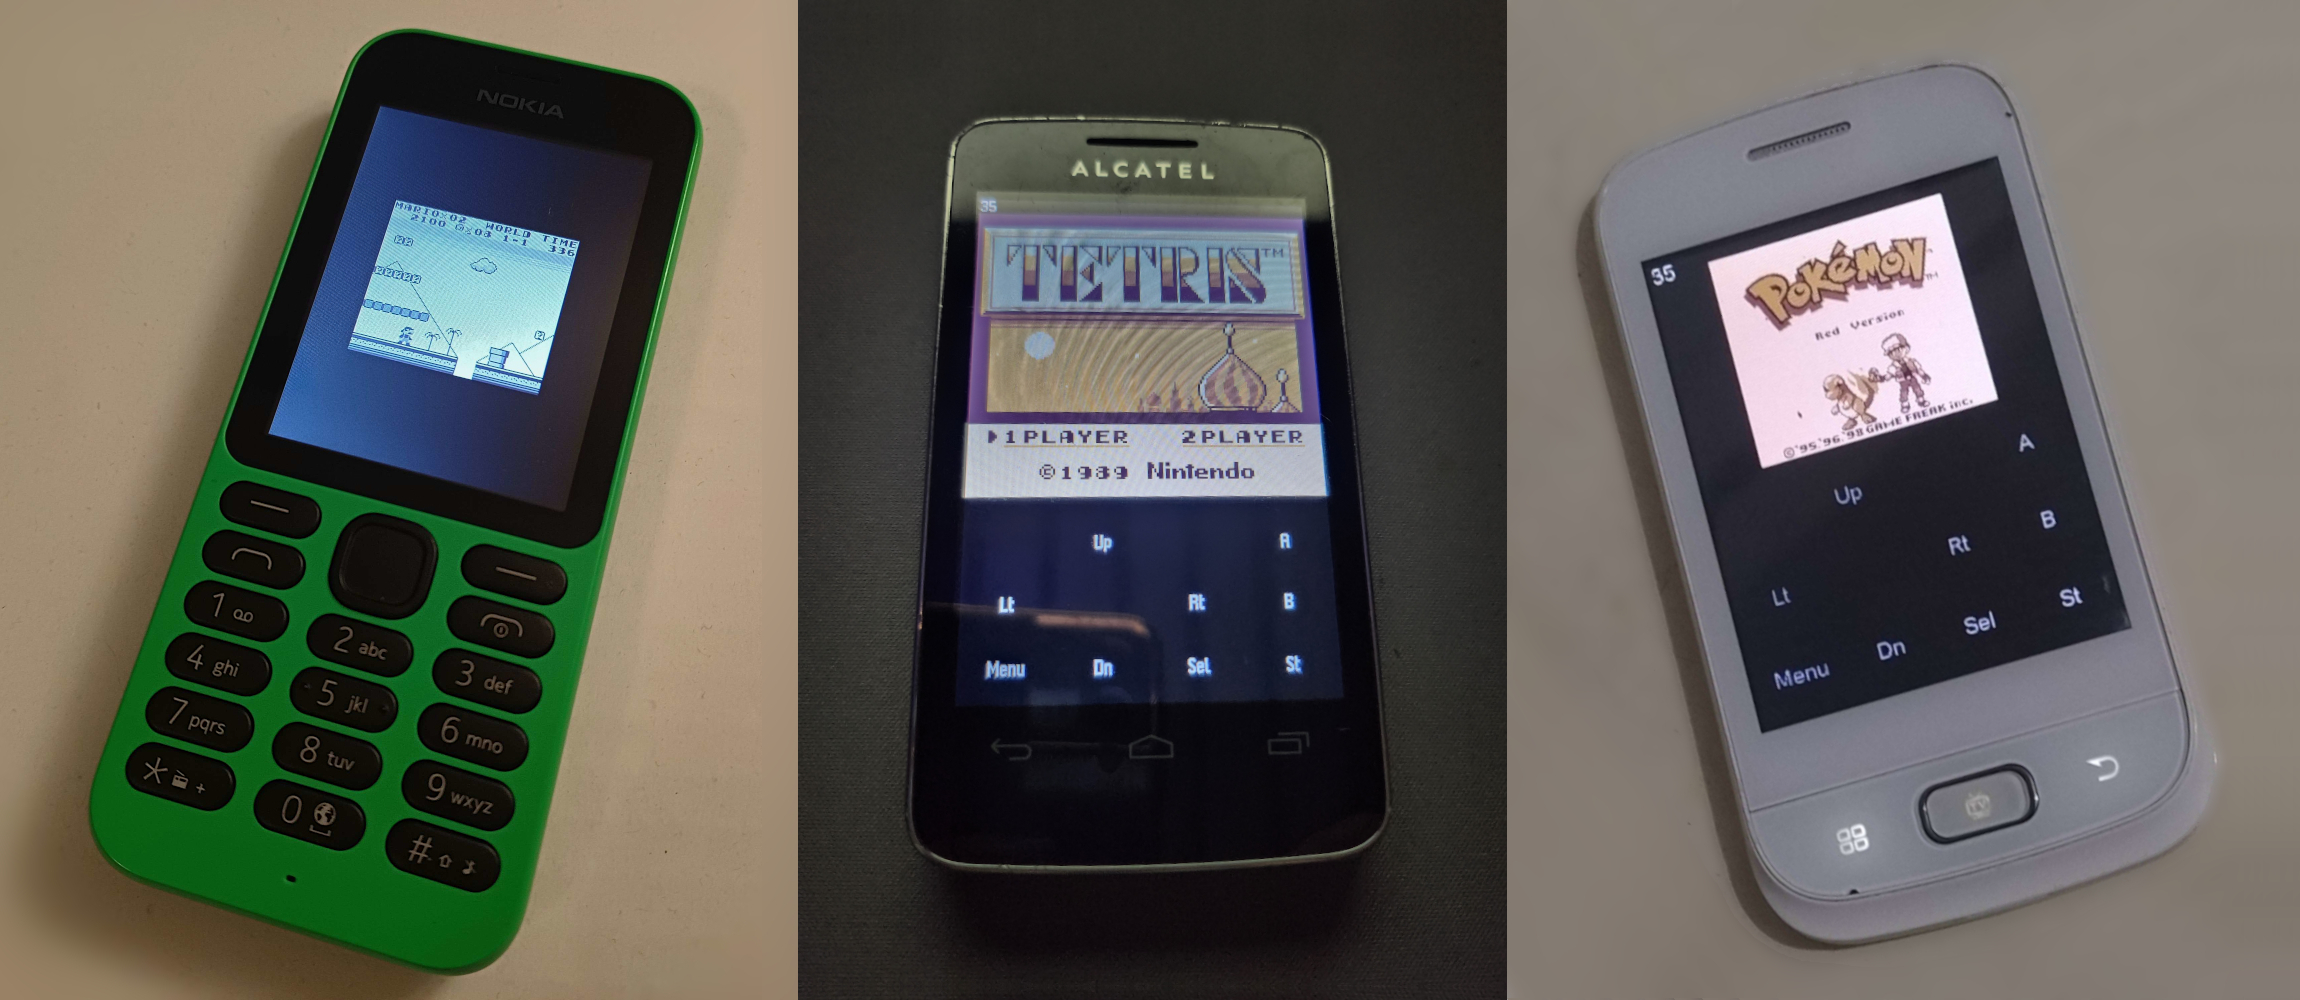 NOKIA
MARIO×02 WORLD TIME
2100 ×03 1-1 336
1
2 abc
3 def
4 ghi
5 jkl
6 mno
7 pqrs
8 tuv
9 wxyz
* +
0
#
ALCATEL
35
TETRIS™
1PLAYER 2PLAYER
©1989 Nintendo
Up A
Lt Rt B
Menu Dn Sel St
35
POKéMON™
Red Version
©'95.'96.'98 GAME FREAK inc.
A
Up
B
Rt
Lt
St
Sel
Dn
Menu